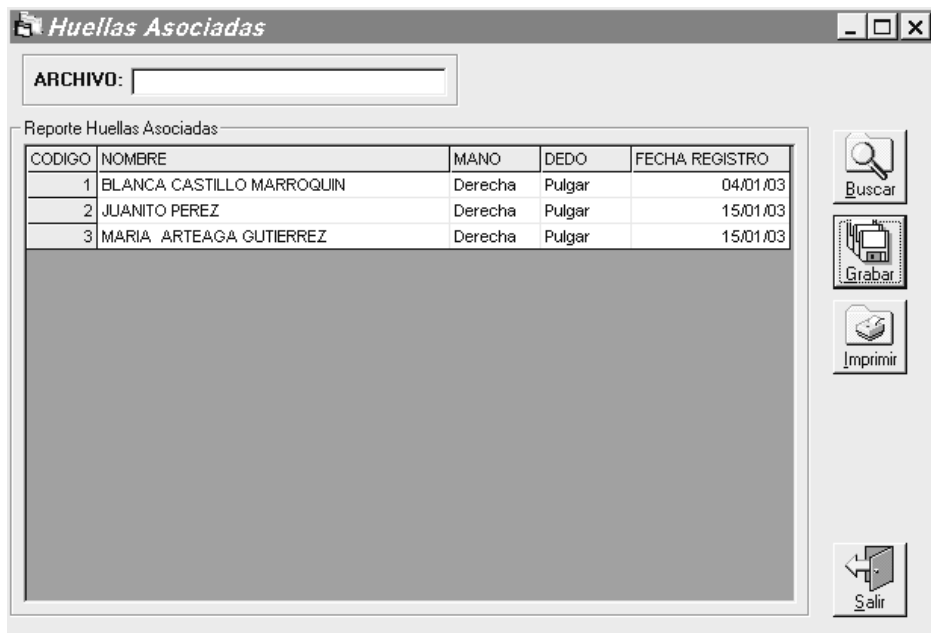 Huellas Asociadas
ARCHIVO:
Reporte Huellas Asociadas
CODIGO NOMBRE MANO DEDO FECHA REGISTRO
1 BLANCA CASTILLO MARROQUIN Derecha Pulgar 04/01/03
2 JUANITO PEREZ Derecha Pulgar 15/01/03
3 MARIA ARTEAGA GUTIERREZ Derecha Pulgar 15/01/03
Buscar
Grabar
Imprimir
Salir